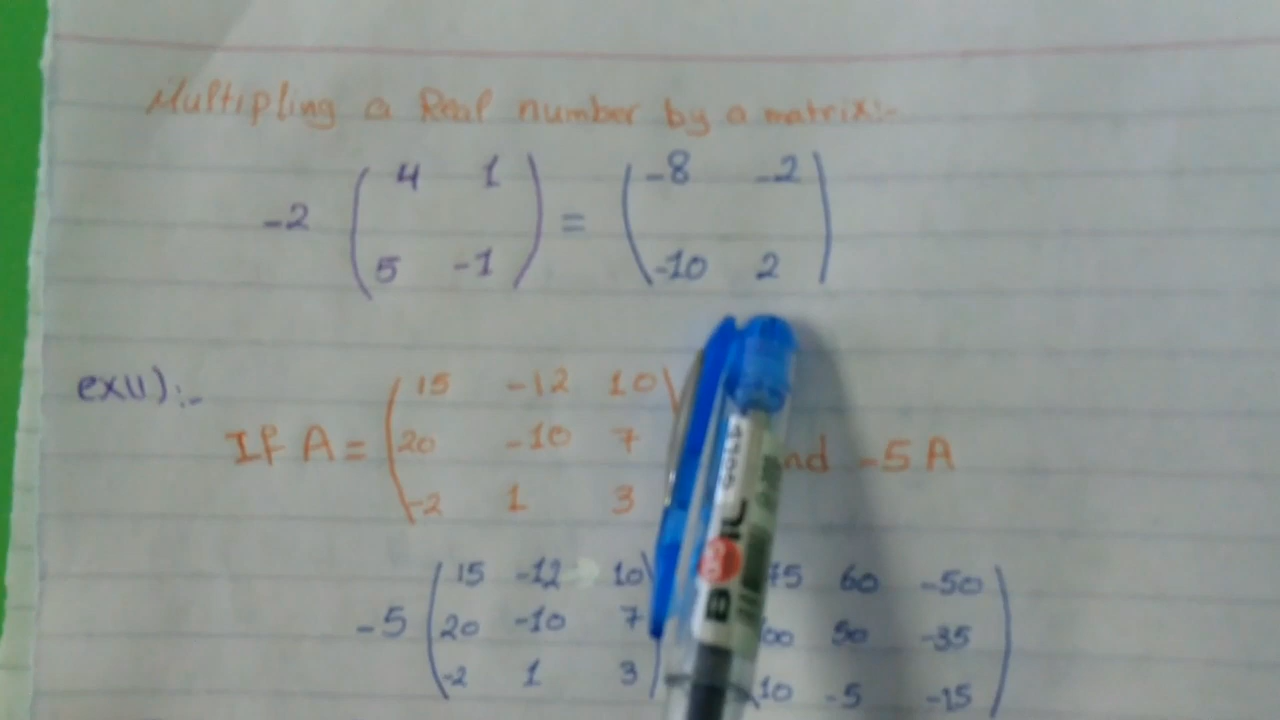 Multipling a Real number by a matrix:-
-2 ( 4 1 ) = ( -8 -2 )
( 5 -1 ) ( -10 2 )
ex(1):-
If A = ( 15 -12 10 )
20 -10 7 -5 A
-2 1 3
-5 ( 15 -12 10 ) 75 60 -50 )
20 -10 7 50 -35
-2 1 3 10 -5 -15